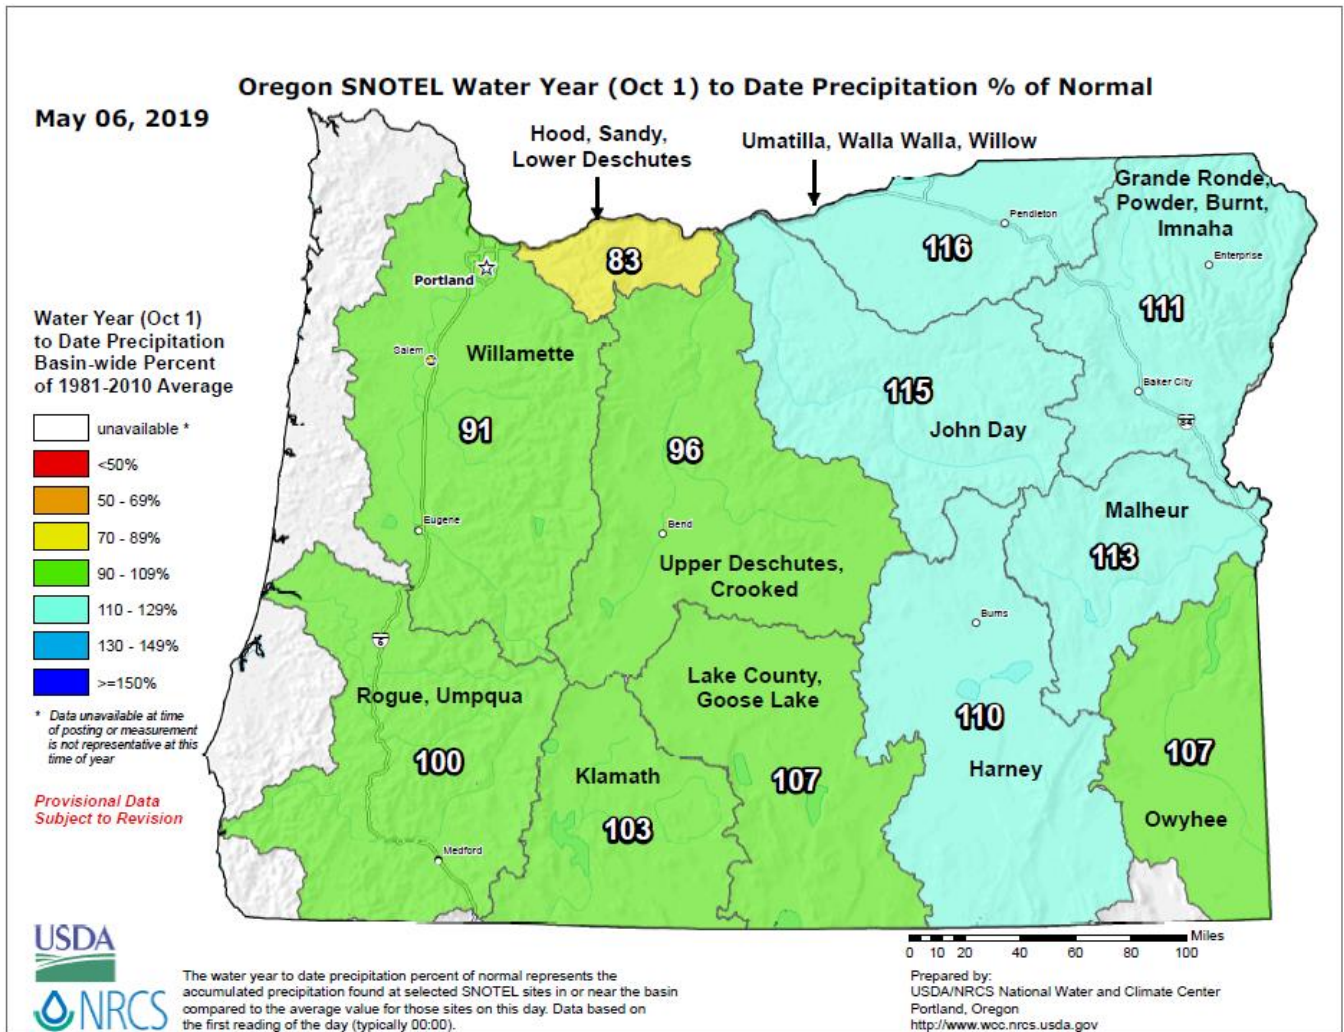 Oregon SNOTEL Water Year (Oct 1) to Date Precipitation % of Normal
May 06, 2019
Hood, Sandy,
Lower Deschutes
Umatilla, Walla Walla, Willow
Grande Ronde,
Powder, Burnt,
Imnaha
Pendleton
116
Enterprise
83
Portland
111
Water Year (Oct 1)
to Date Precipitation
Basin-wide Percent
of 1981-2010 Average
Salem
Willamette
Baker City
115
84
John Day
91
96
unavailable *
<50%
50 - 69%
70 - 89%
90 - 109%
110 - 129%
130 - 149%
>=150%
Eugene
Bend
Malheur
113
Upper Deschutes,
Crooked
Burns
5
Rogue, Umpqua
Lake County,
Goose Lake
110
* Data unavailable at time
of posting or measurement
is not representative at this
time of year
100
Klamath
107
Harney
107
Provisional Data
Subject to Revision
103
Owyhee
Medford
Miles
0 10 20 40 60 80 100
USDA
NRCS
The water year to date precipitation percent of normal represents the
accumulated precipitation found at selected SNOTEL sites in or near the basin
compared to the average value for those sites on this day. Data based on
the first reading of the day (typically 00:00).
Prepared by:
USDA/NRCS National Water and Climate Center
Portland, Oregon
http://www.wcc.nrcs.usda.gov